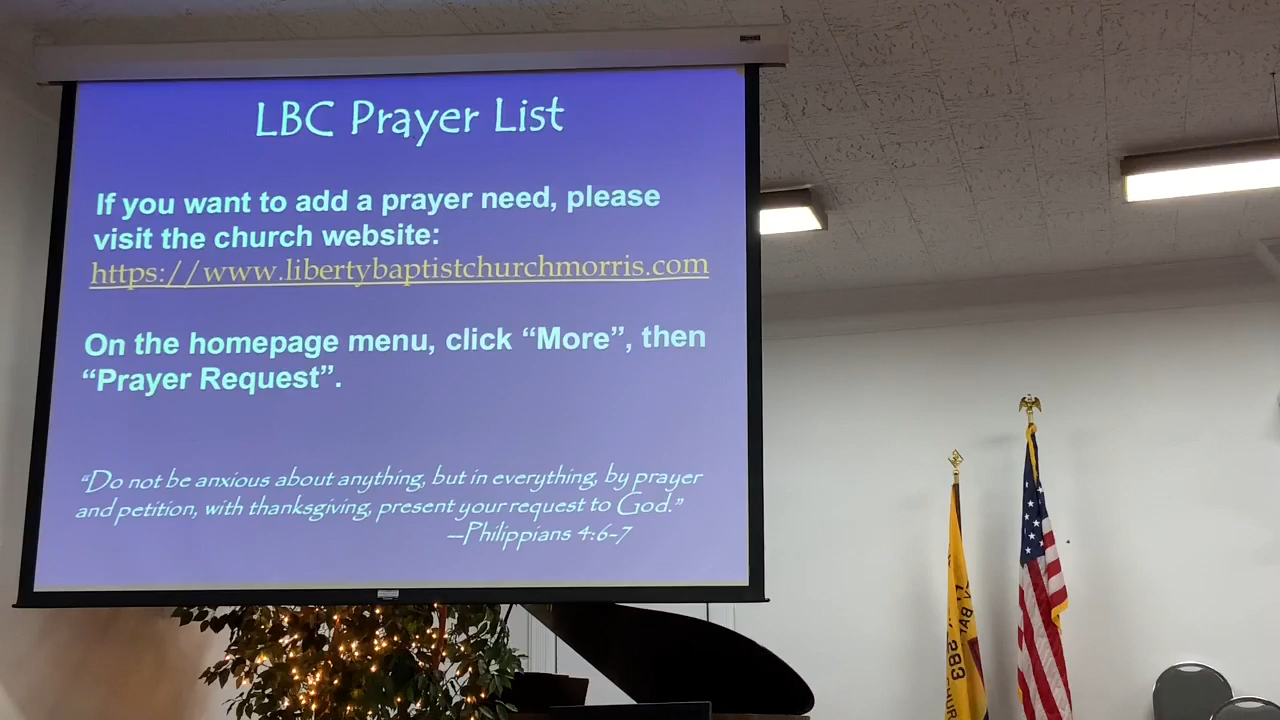 LBC Prayer List
If you want to add a prayer need, please
visit the church website:
https://www.libertybaptistchurchmorris.com
On the homepage menu, click “More”, then
“Prayer Request”.
“Do not be anxious about anything, but in everything, by prayer
and petition, with thanksgiving, present your request to God.”
--Philippians 4:6-7
283